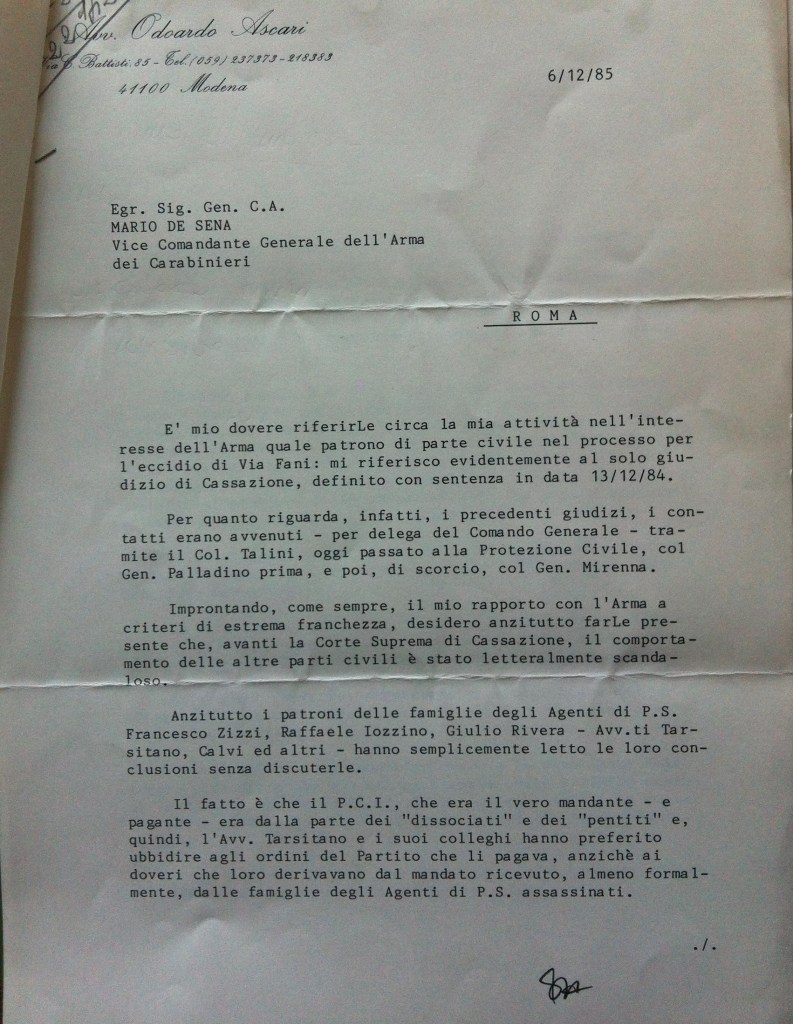 Avv. Odoardo Ascari
Via C. Battisti, 85 - Tel. (059) 237373-218383
41100 Modena
6/12/85
Egr. Sig. Gen. C.A.
MARIO DE SENA
Vice Comandante Generale dell'Arma
dei Carabinieri
R O M A
E' mio dovere riferirLe circa la mia attività nell'inte-
resse dell'Arma quale patrono di parte civile nel processo per
l'eccidio di Via Fani: mi riferisco evidentemente al solo giu-
dizio di Cassazione, definito con sentenza in data 13/12/84.
Per quanto riguarda, infatti, i precedenti giudizi, i con-
tatti erano avvenuti - per delega del Comando Generale - tra-
mite il Col. Talini, oggi passato alla Protezione Civile, col
Gen. Palladino prima, e poi, di scorcio, col Gen. Mirenna.
Improntando, come sempre, il mio rapporto con l'Arma a
criteri di estrema franchezza, desidero anzitutto farLe pre-
sente che, avanti la Corte Suprema di Cassazione, il comporta-
mento delle altre parti civili è stato letteralmente scanda-
loso.
Anzitutto i patroni delle famiglie degli Agenti di P.S.
Francesco Zizzi, Raffaele Iozzino, Giulio Rivera - Avv.ti Tar-
sitano, Calvi ed altri - hanno semplicemente letto le loro con-
clusioni senza discuterle.
Il fatto è che il P.C.I., che era il vero mandante - e
pagante - era dalla parte dei "dissociati" e dei "pentiti" e,
quindi, l'Avv. Tarsitano e i suoi colleghi hanno preferito
ubbidire agli ordini del Partito che li pagava, anzichè ai
doveri che loro derivavano dal mandato ricevuto, almeno formal-
mente, dalle famiglie degli Agenti di P.S. assassinati.
./.